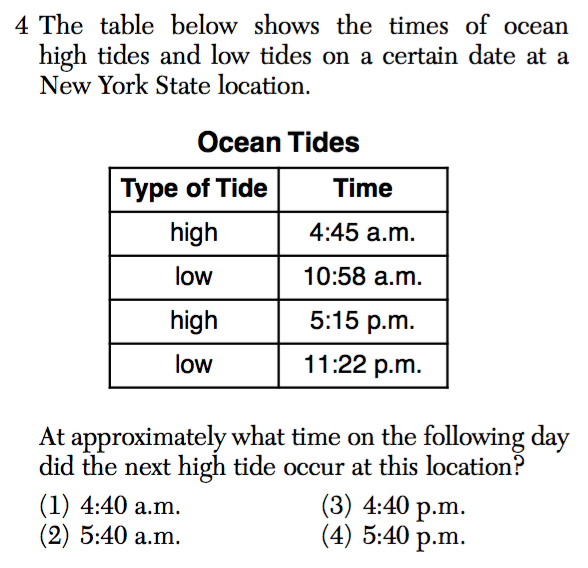 4 The table below shows the times of ocean
high tides and low tides on a certain date at a
New York State location.
Ocean Tides
Type of Tide Time
high 4:45 a.m.
low 10:58 a.m.
high 5:15 p.m.
low 11:22 p.m.
At approximately what time on the following day
did the next high tide occur at this location?
(1) 4:40 a.m. (3) 4:40 p.m.
(2) 5:40 a.m. (4) 5:40 p.m.